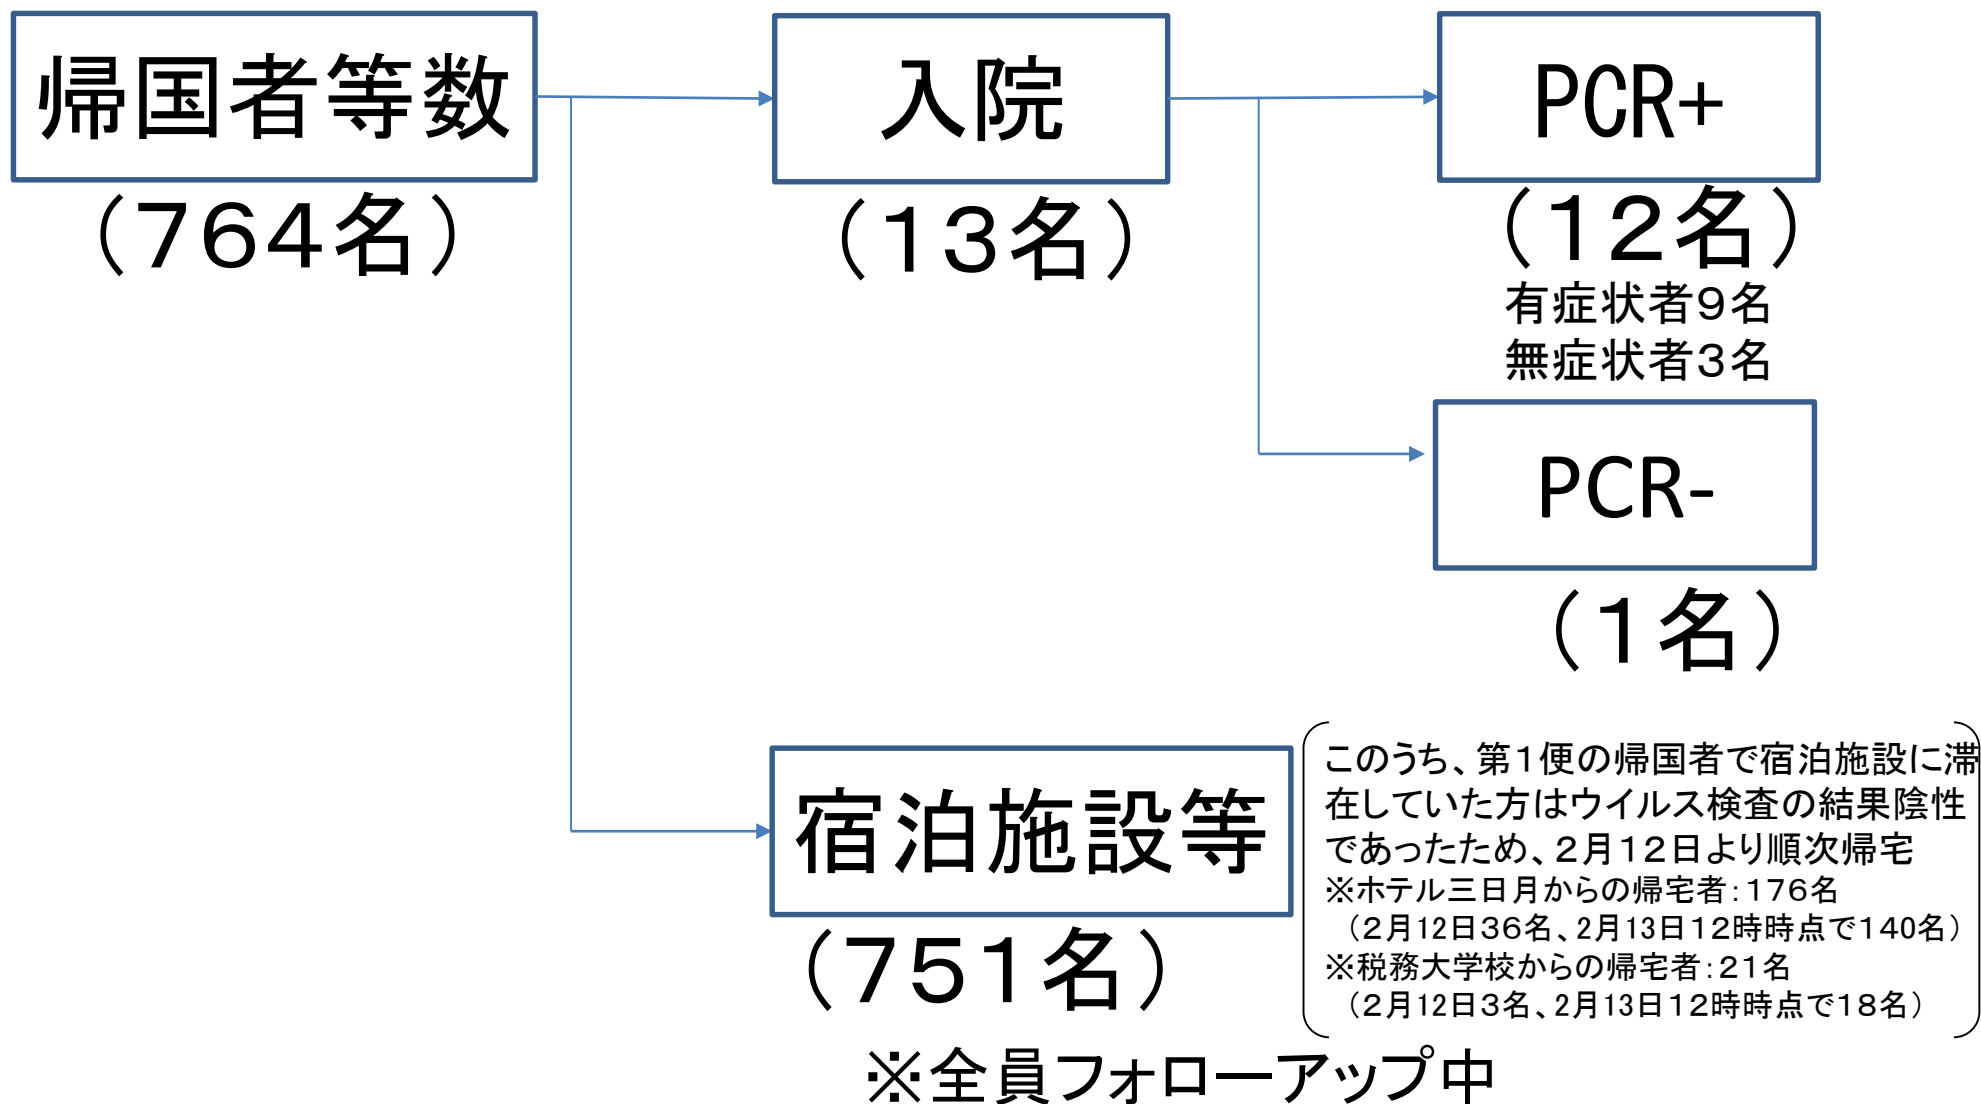 帰国者等数
（７６４名）
入院
（１３名）
PCR+
（１２名）
有症状者９名
無症状者３名
PCR-
（１名）
宿泊施設等
（７５１名）
このうち、第１便の帰国者で宿泊施設に滞
在していた方はウイルス検査の結果陰性
であったため、２月１２日より順次帰宅
※ホテル三日月からの帰宅者：１７６名
（２月12日３６名、2月13日１２時時点で１４０名）
※税務大学校からの帰宅者：２１名
（２月12日３名、2月13日１２時時点で１８名）
※全員フォローアップ中